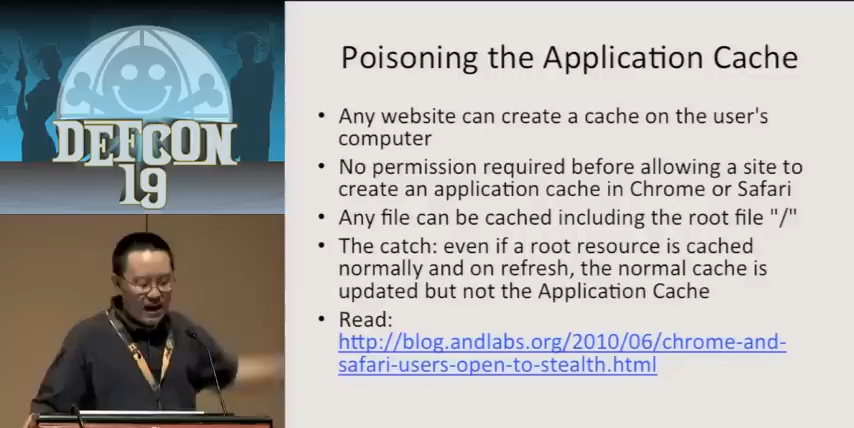 DEFCON
19
Poisoning the Application Cache
• Any website can create a cache on the user's
computer
• No permission required before allowing a site to
create an application cache in Chrome or Safari
• Any file can be cached including the root file "/"
• The catch: even if a root resource is cached
normally and on refresh, the normal cache is
updated but not the Application Cache
• Read:
http://blog.andlabs.org/2010/06/chrome-and-
safari-users-open-to-stealth.html